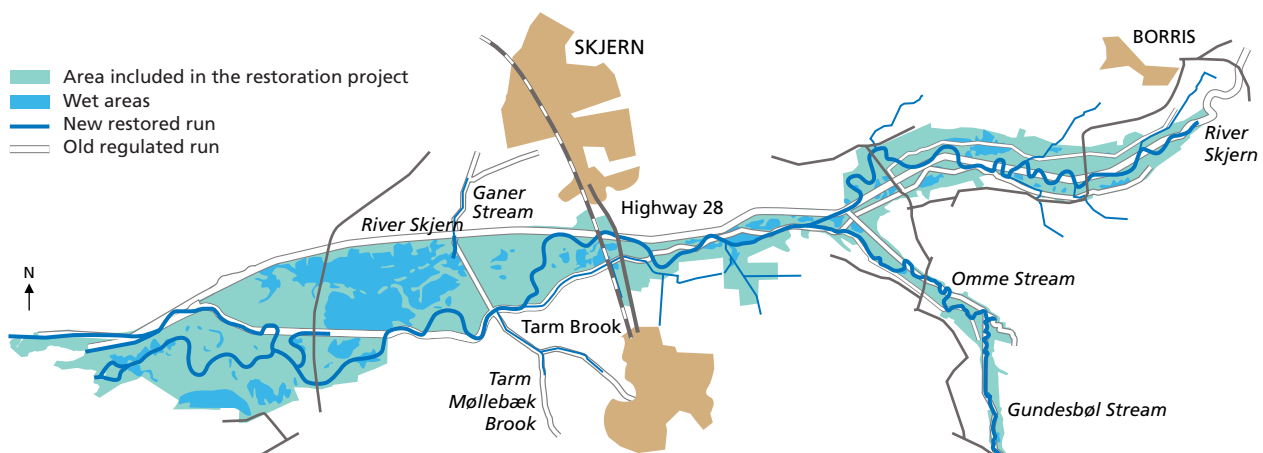 SKJERN
BORRIS
Area included in the restoration project
Wet areas
New restored run
Old regulated run
River
Skjern
Ganer
Stream
Highway 28
River Skjern
N
Omme Stream
Tarm Brook
Tarm
Møllebæk
Brook
Gundesbøl Stream